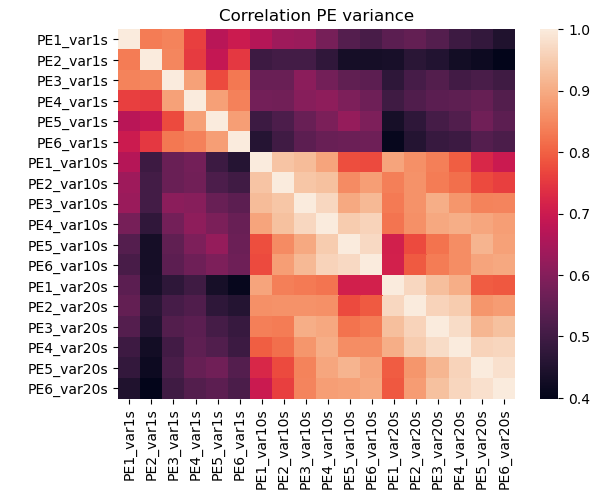 Correlation PE variance
PE1_var1s
PE2_var1s
PE3_var1s
PE4_var1s
PE5_var1s
PE6_var1s
PE1_var10s
PE2_var10s
PE3_var10s
PE4_var10s
PE5_var10s
PE6_var10s
PE1_var20s
PE2_var20s
PE3_var20s
PE4_var20s
PE5_var20s
PE6_var20s
PE1_var1s
PE2_var1s
PE3_var1s
PE4_var1s
PE5_var1s
PE6_var1s
PE1_var10s
PE2_var10s
PE3_var10s
PE4_var10s
PE5_var10s
PE6_var10s
PE1_var20s
PE2_var20s
PE3_var20s
PE4_var20s
PE5_var20s
PE6_var20s
1.0
0.9
0.8
0.7
0.6
0.5
0.4